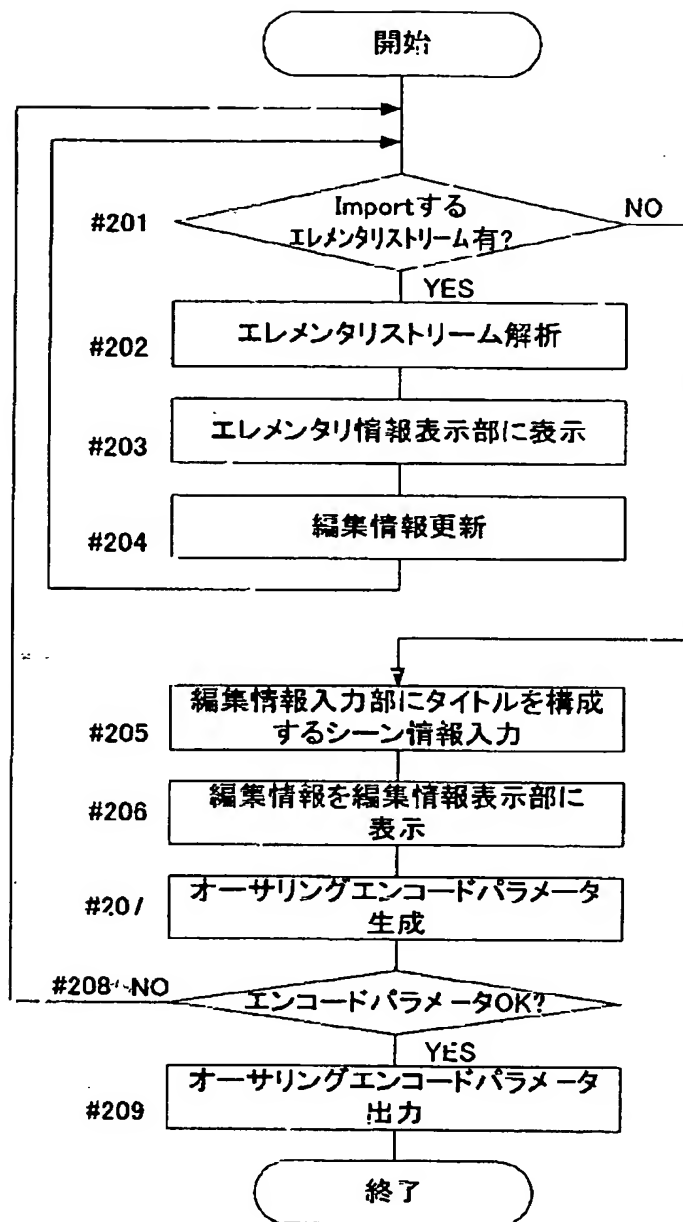 開始
#201
Importする
エレメンタリストリーム有?
NO
YES
#202
エレメンタリストリーム解析
#203
エレメンタリ情報表示部に表示
#204
編集情報更新
#205
編集情報入力部にタイトルを構成
するシーン情報入力
#206
編集情報を編集情報表示部に
表示
#207
オーサリングエンコードパラメータ
生成
#208 NO
エンコードパラメータOK?
YES
#209
オーサリングエンコードパラメータ
出力
終了